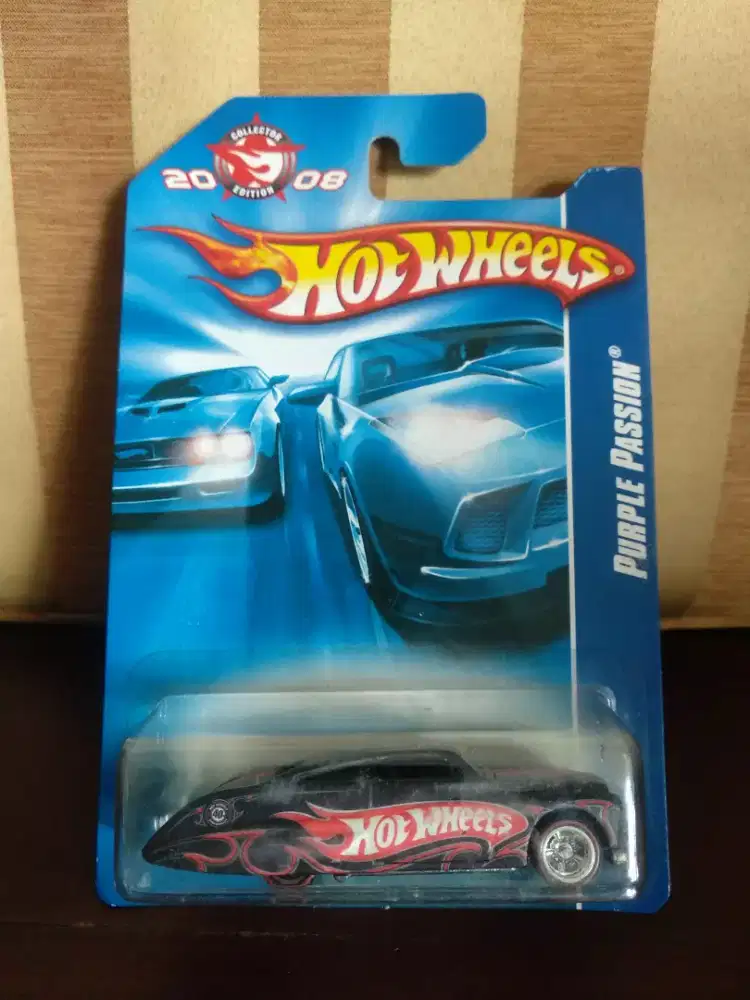 COLLECTOR
20 08
EDITION
HOT WHEELS®
PURPLE PASSION®
HOT WHEELS